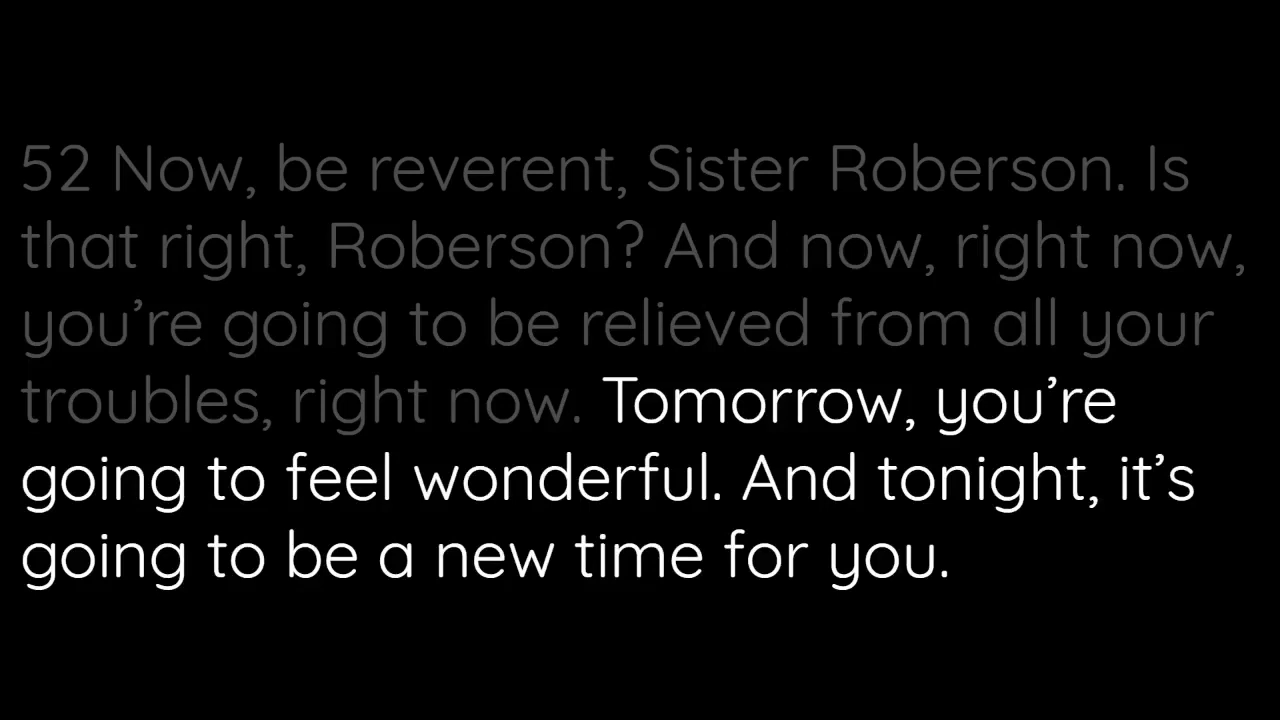 52 Now, be reverent, Sister Roberson. Is
that right, Roberson? And now, right now,
you’re going to be relieved from all your
troubles, right now. Tomorrow, you’re
going to feel wonderful. And tonight, it’s
going to be a new time for you.